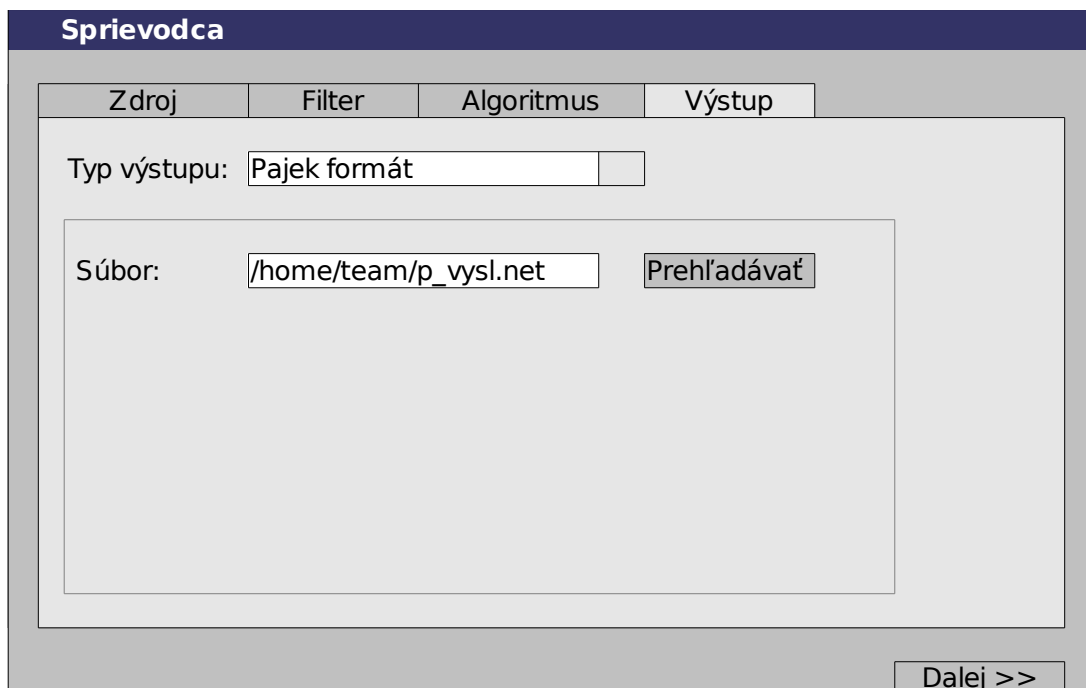 Sprievodca
Zdroj Filter Algoritmus Výstup
Typ výstupu: Pajek formát
Súbor: /home/team/p_vysl.net Prehľadávať
Dalej >>